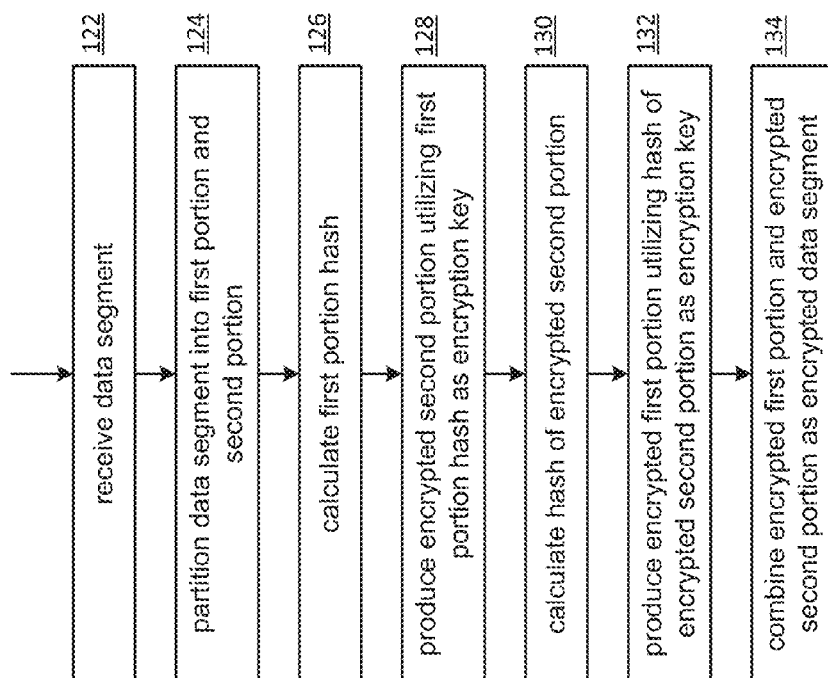 122
receive data segment
124
partition data segment into first portion and
second portion
126
calculate first portion hash
128
produce encrypted second portion utilizing first
portion hash as encryption key
130
calculate hash of encrypted second portion
132
produce encrypted first portion utilizing hash of
encrypted second portion as encryption key
134
combine encrypted first portion and encrypted
second portion as encrypted data segment